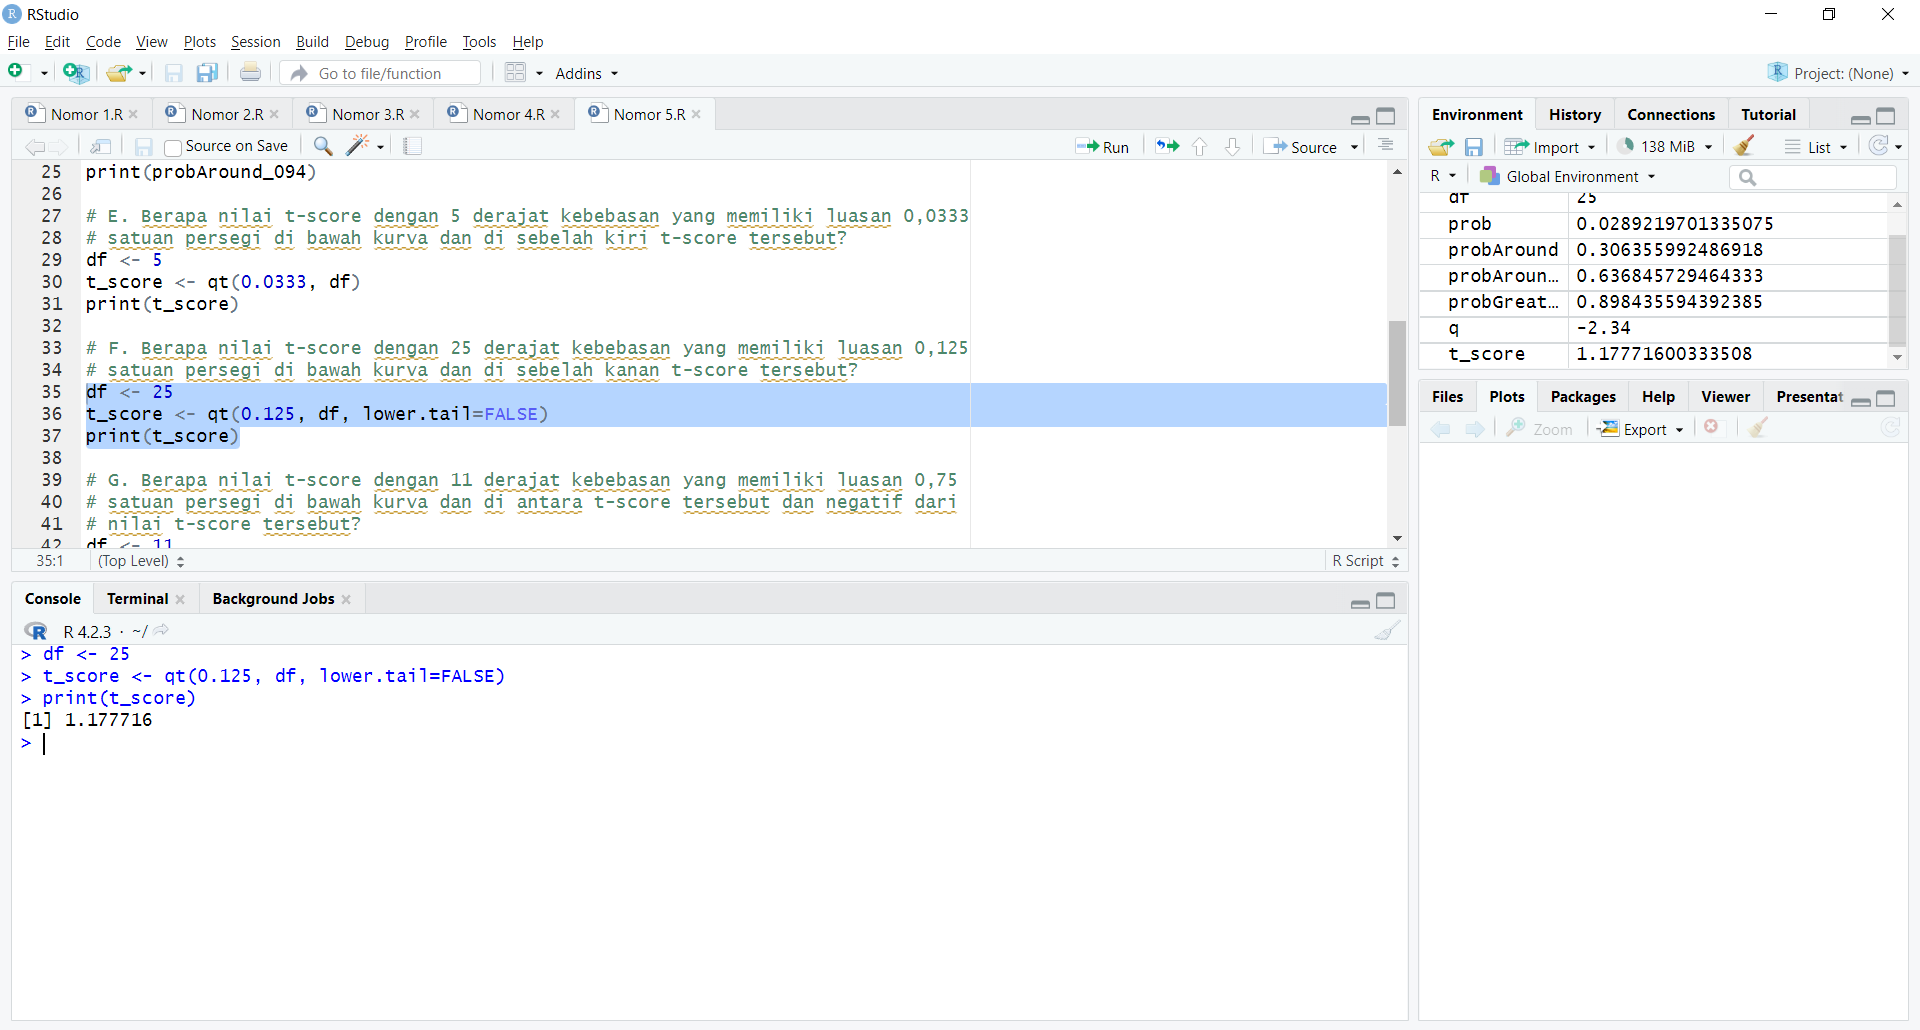 RStudio
File Edit Code View Plots Session Build Debug Profile Tools Help
Go to file/function Addins Project: (None)
Nomor 1.R Nomor 2.R Nomor 3.R Nomor 4.R Nomor 5.R
Source on Save Run Source
25 print(probAround_094)
26
27 # E. Berapa nilai t-score dengan 5 derajat kebebasan yang memiliki luasan 0,0333
28 # satuan persegi di bawah kurva dan di sebelah kiri t-score tersebut?
29 df <- 5
30 t_score <- qt(0.0333, df)
31 print(t_score)
32
33 # F. Berapa nilai t-score dengan 25 derajat kebebasan yang memiliki luasan 0,125
34 # satuan persegi di bawah kurva dan di sebelah kanan t-score tersebut?
35 df <- 25
36 t_score <- qt(0.125, df, lower.tail=FALSE)
37 print(t_score)
38
39 # G. Berapa nilai t-score dengan 11 derajat kebebasan yang memiliki luasan 0,75
40 # satuan persegi di bawah kurva dan di antara t-score tersebut dan negatif dari
41 # nilai t-score tersebut?
42 df <- 11
35:1 (Top Level) R Script
Console Terminal Background Jobs
R 4.2.3 · ~/
> df <- 25
> t_score <- qt(0.125, df, lower.tail=FALSE)
> print(t_score)
[1] 1.177716
>
Environment History Connections Tutorial
Import 138 MiB List
R Global Environment
df 25
prob 0.0289219701335075
probAround 0.306355992486918
probAroun… 0.636845729464333
probGreat… 0.898435594392385
q -2.34
t_score 1.17771600333508
Files Plots Packages Help Viewer Presentat
Zoom Export